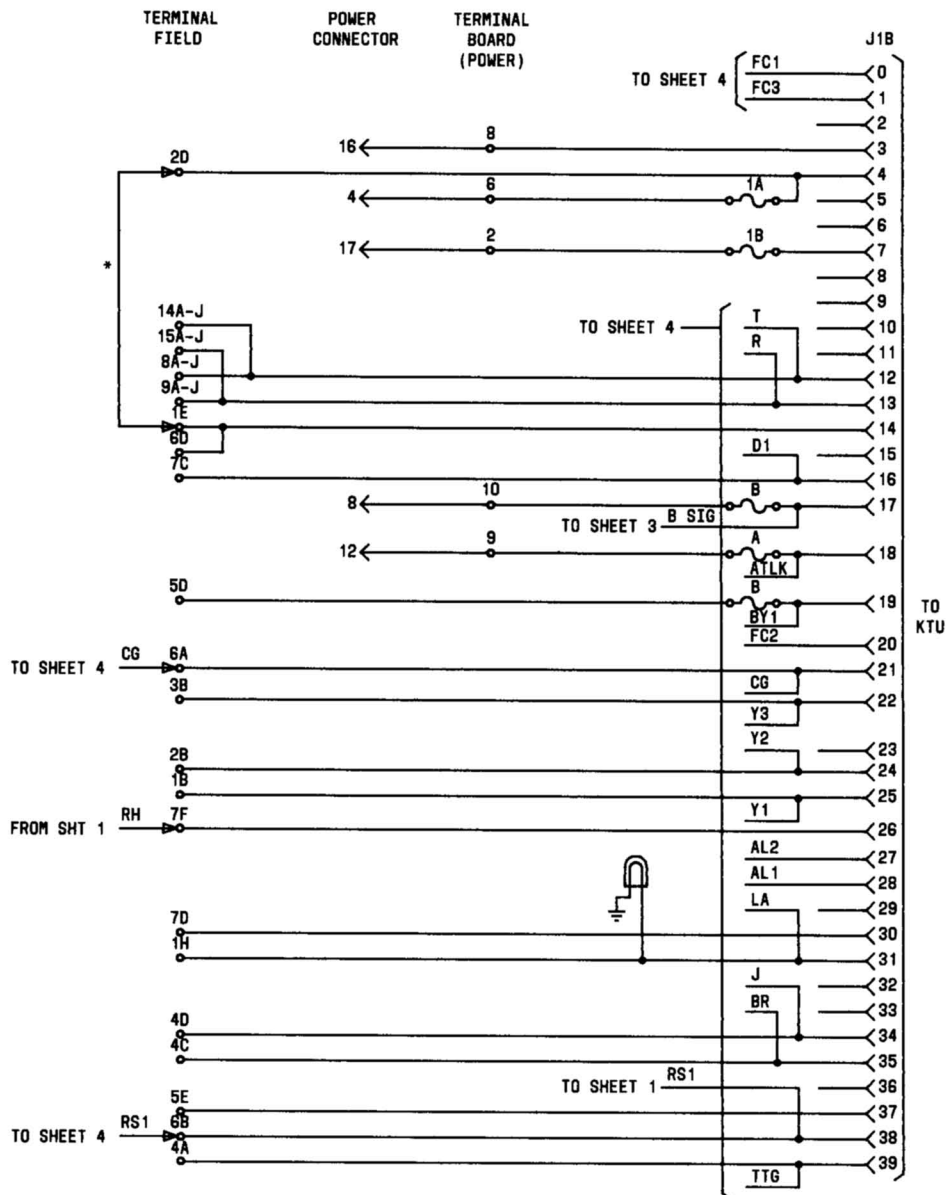 TERMINAL FIELD
POWER CONNECTOR
TERMINAL BOARD (POWER)
J1B
TO SHEET 4
FC1
0
FC3
1
2
16
8
3
2D
4
4
6
1A
5
6
17
2
1B
7
*
8
9
14A-J
TO SHEET 4
T
10
15A-J
R
11
8A-J
12
9A-J
13
1E
14
6D
D1
15
7C
16
8
10
B
17
TO SHEET 3
B SIG
12
9
A
18
ATLK
5D
B
19
TO KTU
BY1
FC2
20
TO SHEET 4
CG
6A
21
CG
3B
22
Y3
Y2
23
2B
24
1B
25
Y1
FROM SHT 1
RH
7F
26
AL2
27
AL1
28
LA
29
7D
30
1H
31
J
32
BR
33
4D
34
4C
35
TO SHEET 1
RS1
36
5E
37
TO SHEET 4
RS1
6B
38
4A
39
TTG